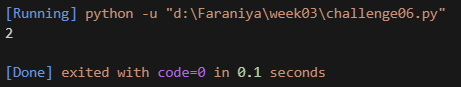 [Running] python -u "d:\Faraniya\week03\challenge06.py"
2
[Done] exited with code=0 in 0.1 seconds